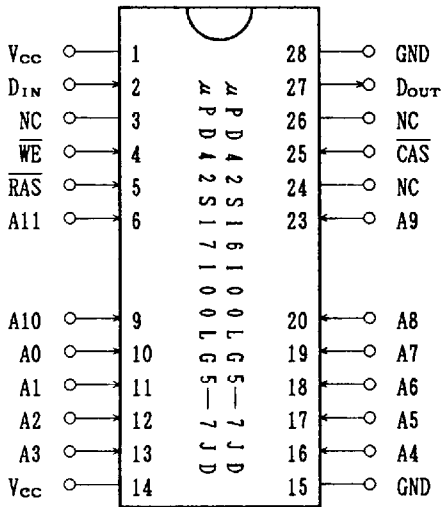 Vcc 1 28 GND
DIN 2 27 DOUT
NC 3 26 NC
WE 4 25 CAS
RAS 5 24 NC
A11 6 23 A9
A10 9 20 A8
A0 10 19 A7
A1 11 18 A6
A2 12 17 A5
A3 13 16 A4
Vcc 14 15 GND
μPD42S16100LG5—7JD
μPD42S17100LG5—7JD